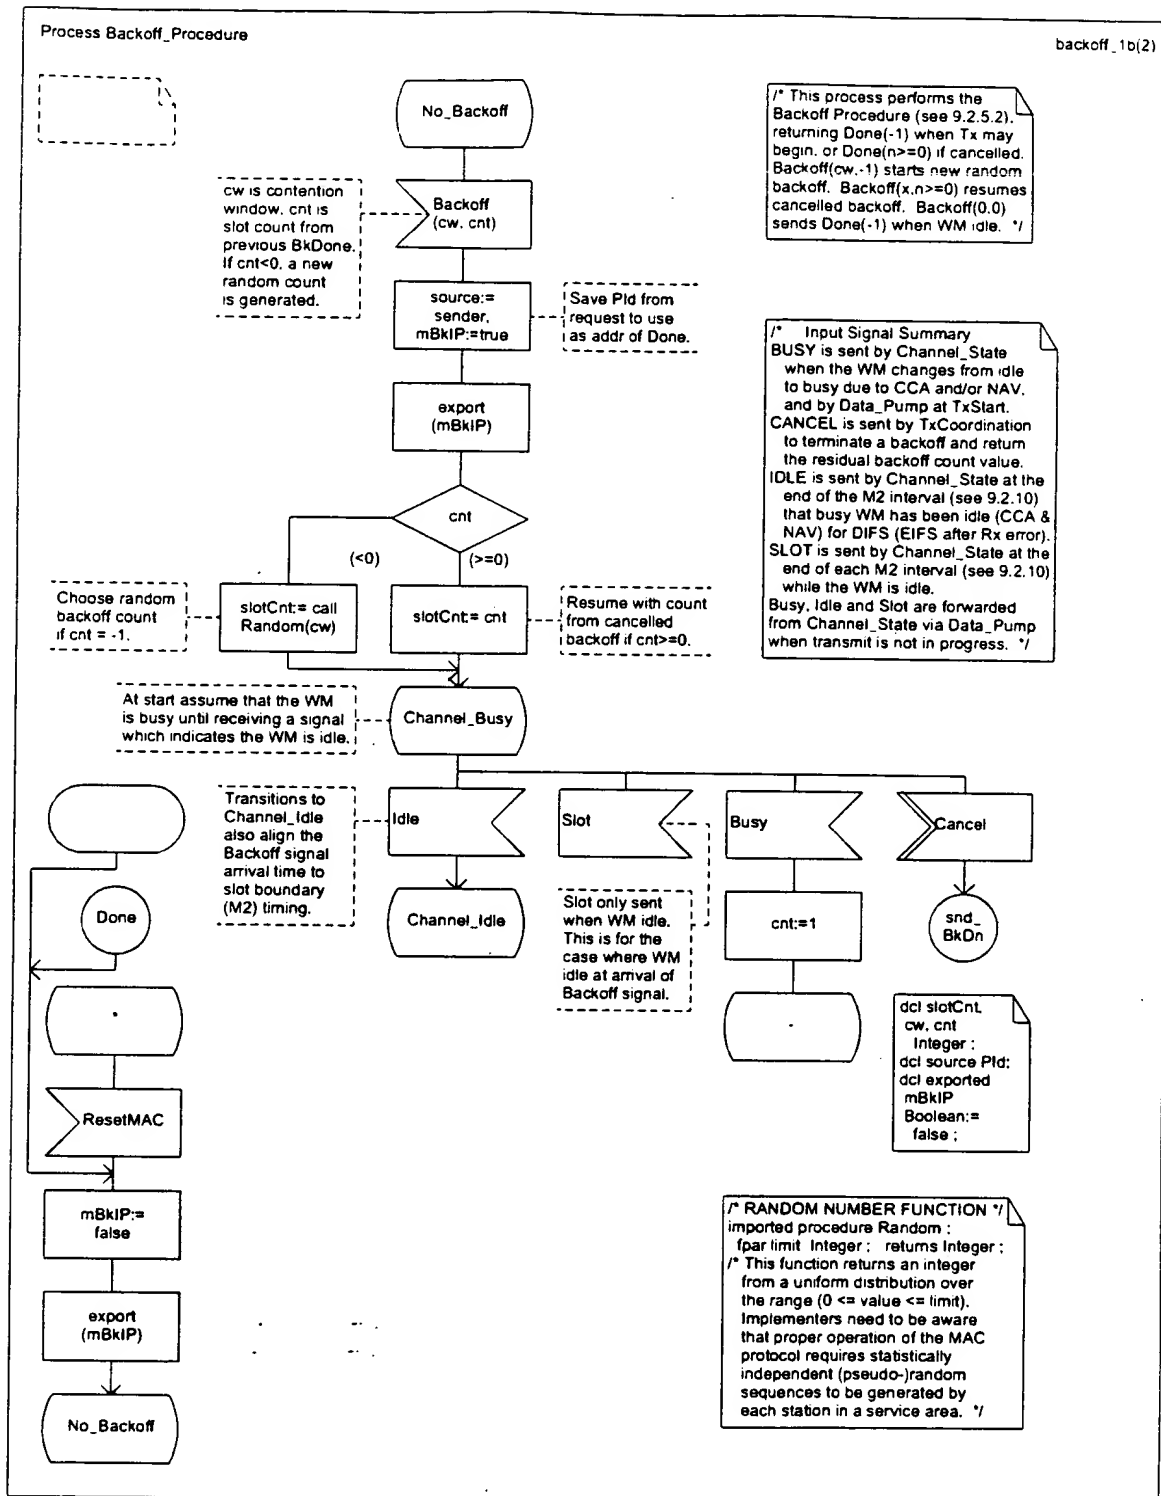 Process Backoff_Procedure
backoff_1b(2)
No_Backoff
/* This process performs the
Backoff Procedure (see 9.2.5.2),
returning Done(-1) when Tx may
begin, or Done(n>=0) if cancelled.
Backoff(cw,-1) starts new random
backoff. Backoff(x,n>=0) resumes
cancelled backoff. Backoff(0,0)
sends Done(-1) when WM idle. */
cw is contention
window, cnt is
slot count from
previous BkDone.
If cnt<0, a new
random count
is generated.
Backoff
(cw, cnt)
source:=
sender,
mBkIP:=true
Save PId from
request to use
as addr of Done.
/* Input Signal Summary
BUSY is sent by Channel_State
when the WM changes from idle
to busy due to CCA and/or NAV,
and by Data_Pump at TxStart.
CANCEL is sent by TxCoordination
to terminate a backoff and return
the residual backoff count value.
IDLE is sent by Channel_State at the
end of the M2 interval (see 9.2.10)
that busy WM has been idle (CCA &
NAV) for DIFS (EIFS after Rx error).
SLOT is sent by Channel_State at the
end of each M2 interval (see 9.2.10)
while the WM is idle.
Busy, Idle and Slot are forwarded
from Channel_State via Data_Pump
when transmit is not in progress. */
export
(mBkIP)
cnt
(<0)
(>=0)
Choose random
backoff count
if cnt = -1.
slotCnt:= call
Random(cw)
slotCnt:= cnt
Resume with count
from cancelled
backoff if cnt>=0.
At start assume that the WM
is busy until receiving a signal
which indicates the WM is idle.
Channel_Busy
Transitions to
Channel_Idle
also align the
Backoff signal
arrival time to
slot boundary
(M2) timing.
Idle
Slot
Busy
Cancel
Channel_Idle
Slot only sent
when WM idle.
This is for the
case where WM
idle at arrival of
Backoff signal.
cnt:=1
snd_
BkDn
-
Done
*
ResetMAC
mBkIP:=
false
export
(mBkIP)
No_Backoff
dcl slotCnt,
cw, cnt
Integer ;
dcl source PId;
dcl exported
mBkIP
Boolean:=
false ;
/* RANDOM NUMBER FUNCTION */
imported procedure Random ;
fpar limit Integer ; returns Integer ;
/* This function returns an integer
from a uniform distribution over
the range (0 <= value <= limit).
Implementers need to be aware
that proper operation of the MAC
protocol requires statistically
independent (pseudo-)random
sequences to be generated by
each station in a service area. */